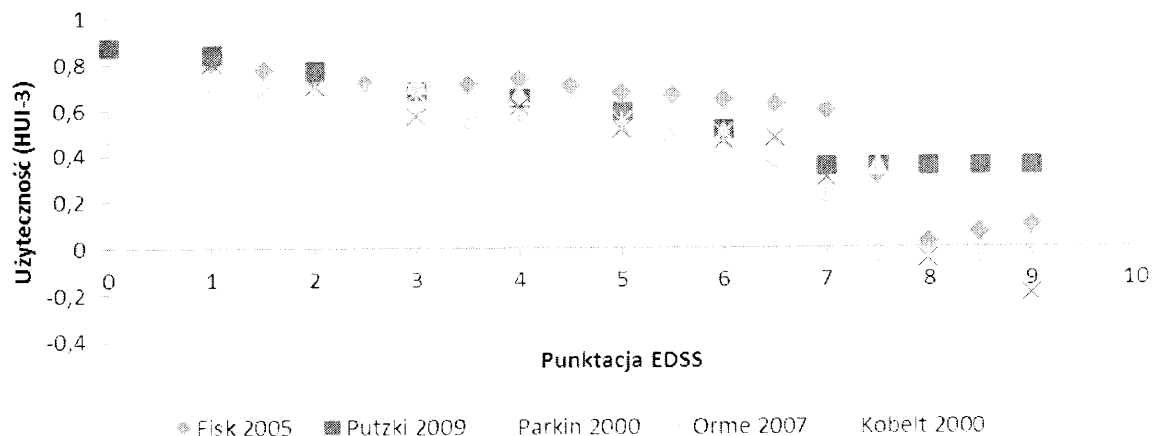 1
0,8
0,6
0,4
0,2
0
-0,2
-0,4
Użyteczność (HUI-3)
0 1 2 3 4 5 6 7 8 9 10
Punktacja EDSS
Fisk 2005 Putzki 2009 Parkin 2000 Orme 2007 Kobelt 2000